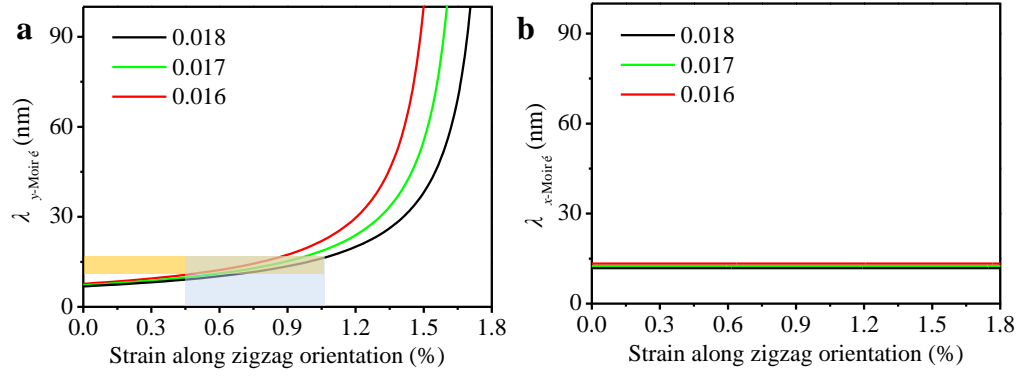 a
λ y-Moiré (nm)
90
60
30
0
0.018
0.017
0.016
0.0 0.3 0.6 0.9 1.2 1.5 1.8
Strain along zigzag orientation (%)
b
λ x-Moiré (nm)
90
60
30
0
0.018
0.017
0.016
0.0 0.3 0.6 0.9 1.2 1.5 1.8
Strain along zigzag orientation (%)